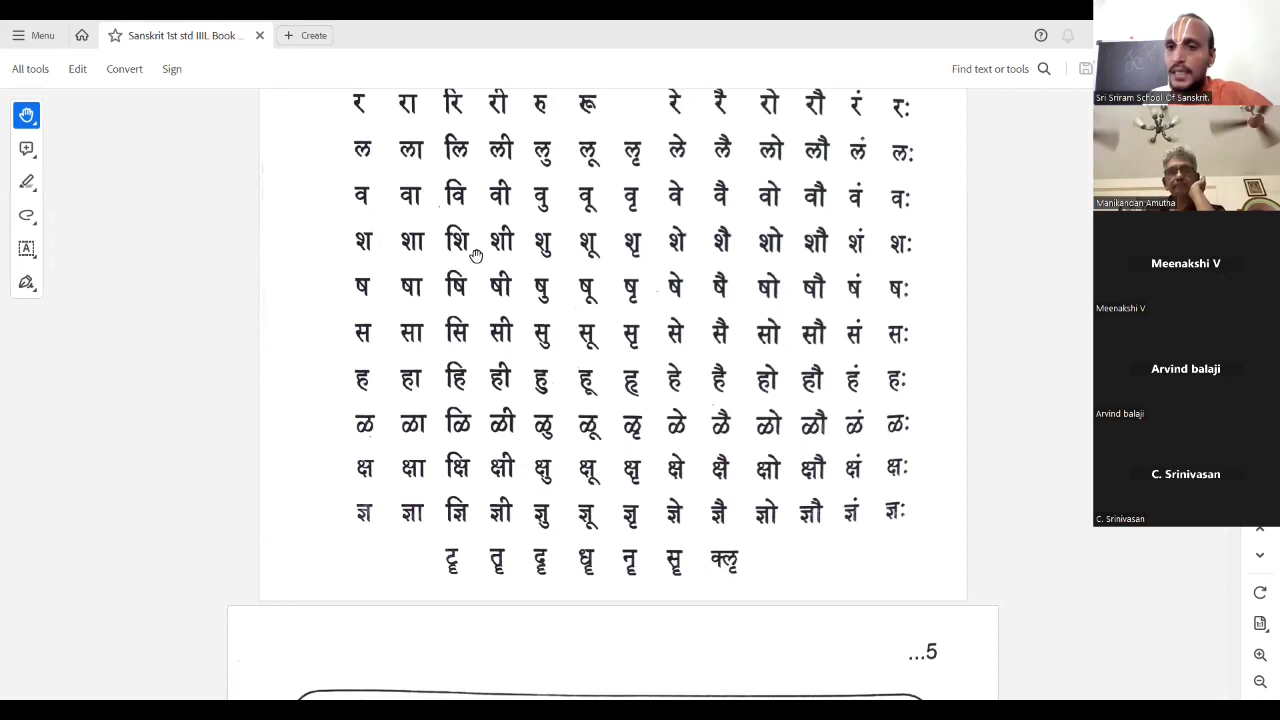 Menu
Sanskrit 1st std IIIL Book ...
Create
All tools
Edit
Convert
Sign
Find text or tools
र रा रि री रु रू रे रै रो रौ रं रः
ल ला लि ली लु लू लृ ले लै लो लौ लं लः
व वा वि वी वु वू वृ वे वै वो वौ वं वः
श शा शि शी शु शू शृ शे शै शो शौ शं शः
ष षा षि षी षु षू षृ षे षै षो षौ षं षः
स सा सि सी सु सू सृ से सै सो सौ सं सः
ह हा हि ही हु हू हृ हे है हो हौ हं हः
ळ ळा ळि ळी ळु ळू ळृ ळे ळै ळो ळौ ळं ळः
क्ष क्षा क्षि क्षी क्षु क्षू क्षृ क्षे क्षै क्षो क्षौ क्षं क्षः
ज्ञ ज्ञा ज्ञि ज्ञी ज्ञु ज्ञू ज्ञृ ज्ञे ज्ञै ज्ञो ज्ञौ ज्ञं ज्ञः
टॄ तॄ दॄ धॄ नॄ सॄ क्लृ
...5
Sri Sriram School Of Sanskrit.
Manikandan Amutha
Meenakshi V
Meenakshi V
Arvind balaji
Arvind balaji
C. Srinivasan
C. Srinivasan